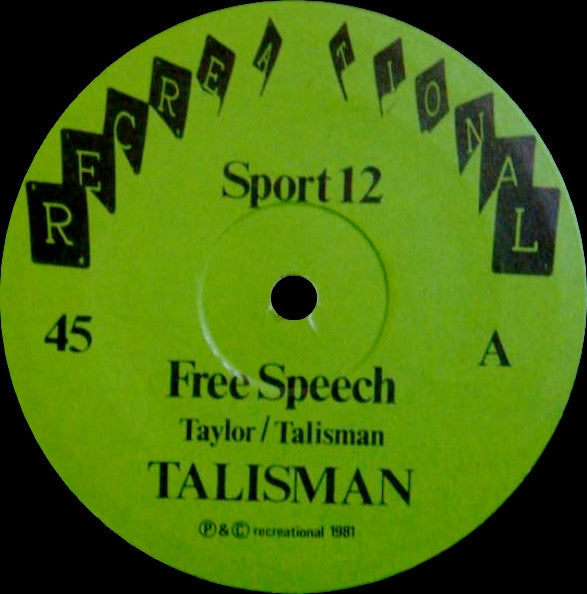 RECREATIONAL
Sport 12
45
A
Free Speech
Taylor / Talisman
TALISMAN
Ⓟ & Ⓒ recreational 1981